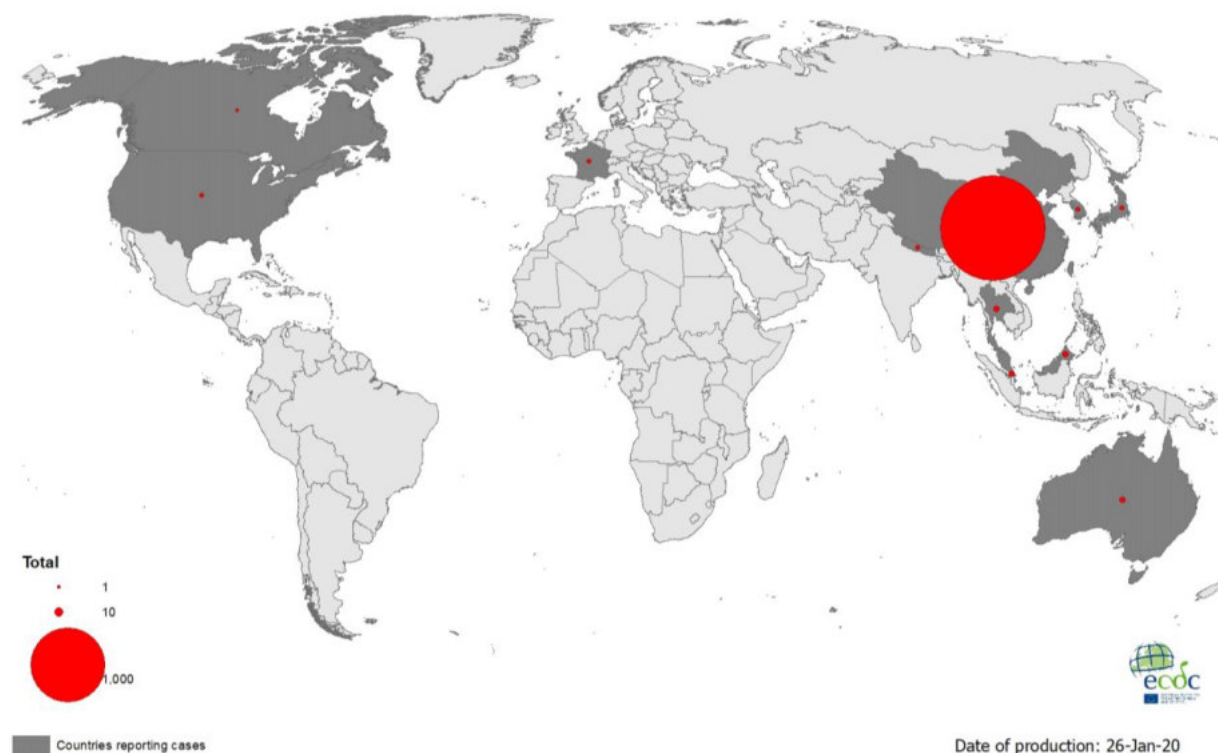 Total
1
10
1.000
Countries reporting cases
ecdc
Date of production: 26-Jan-20